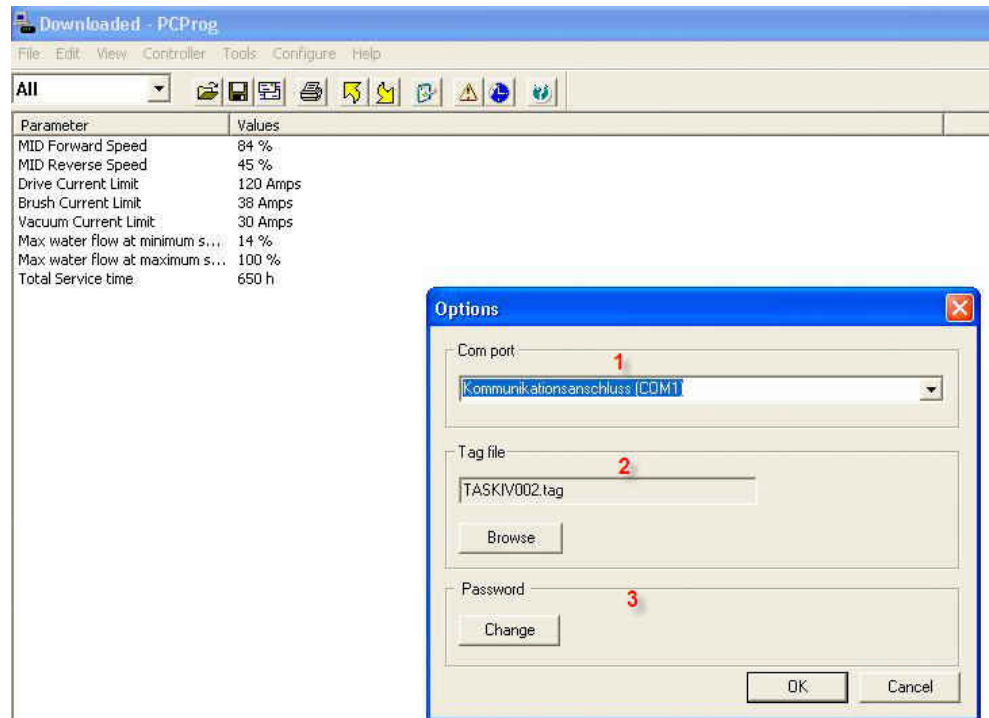 Downloaded - PCProg
File Edit View Controller Tools Configure Help
All
Parameter Values
MID Forward Speed 84 %
MID Reverse Speed 45 %
Drive Current Limit 120 Amps
Brush Current Limit 38 Amps
Vacuum Current Limit 30 Amps
Max water flow at minimum s... 14 %
Max water flow at maximum s... 100 %
Total Service time 650 h
Options
Com port
1
Kommunikationsanschluss (COM1)
Tag file
2
TASKIV002.tag
Browse
Password
3
Change
OK Cancel